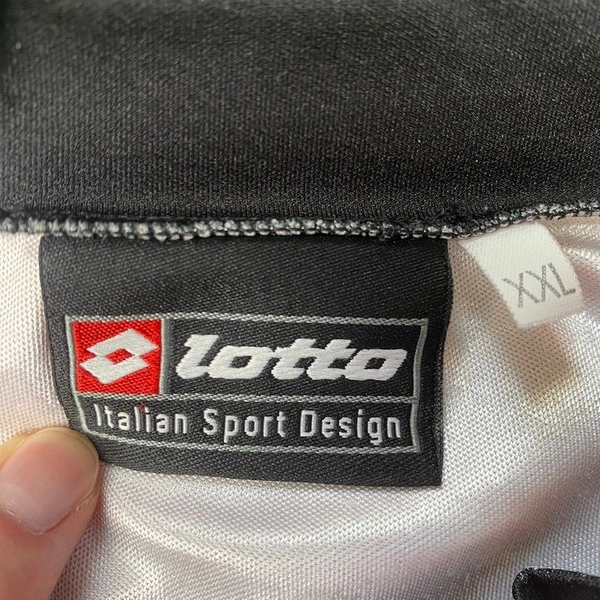 lotto
Italian Sport Design
XXL